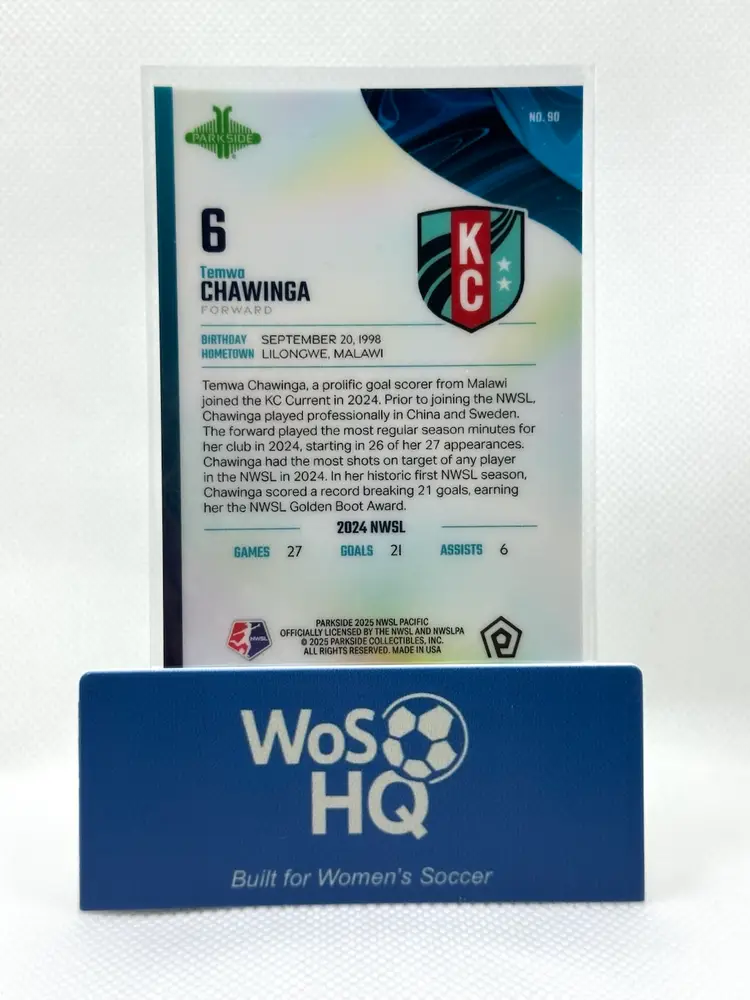 PARKSIDE
NO. 90
6
Temwa
CHAWINGA
FORWARD
KC
BIRTHDAY SEPTEMBER 20, 1998
HOMETOWN LILONGWE, MALAWI
Temwa Chawinga, a prolific goal scorer from Malawi
joined the KC Current in 2024. Prior to joining the NWSL,
Chawinga played professionally in China and Sweden.
The forward played the most regular season minutes for
her club in 2024, starting in 26 of her 27 appearances.
Chawinga had the most shots on target of any player
in the NWSL in 2024. In her historic first NWSL season,
Chawinga scored a record breaking 21 goals, earning
her the NWSL Golden Boot Award.
2024 NWSL
GAMES 27 GOALS 21 ASSISTS 6
NWSL
PARKSIDE 2025 NWSL PACIFIC
OFFICIALLY LICENSED BY THE NWSL AND NWSLPA
© 2025 PARKSIDE COLLECTIBLES, INC.
ALL RIGHTS RESERVED. MADE IN USA
WoSO
HQ
Built for Women's Soccer